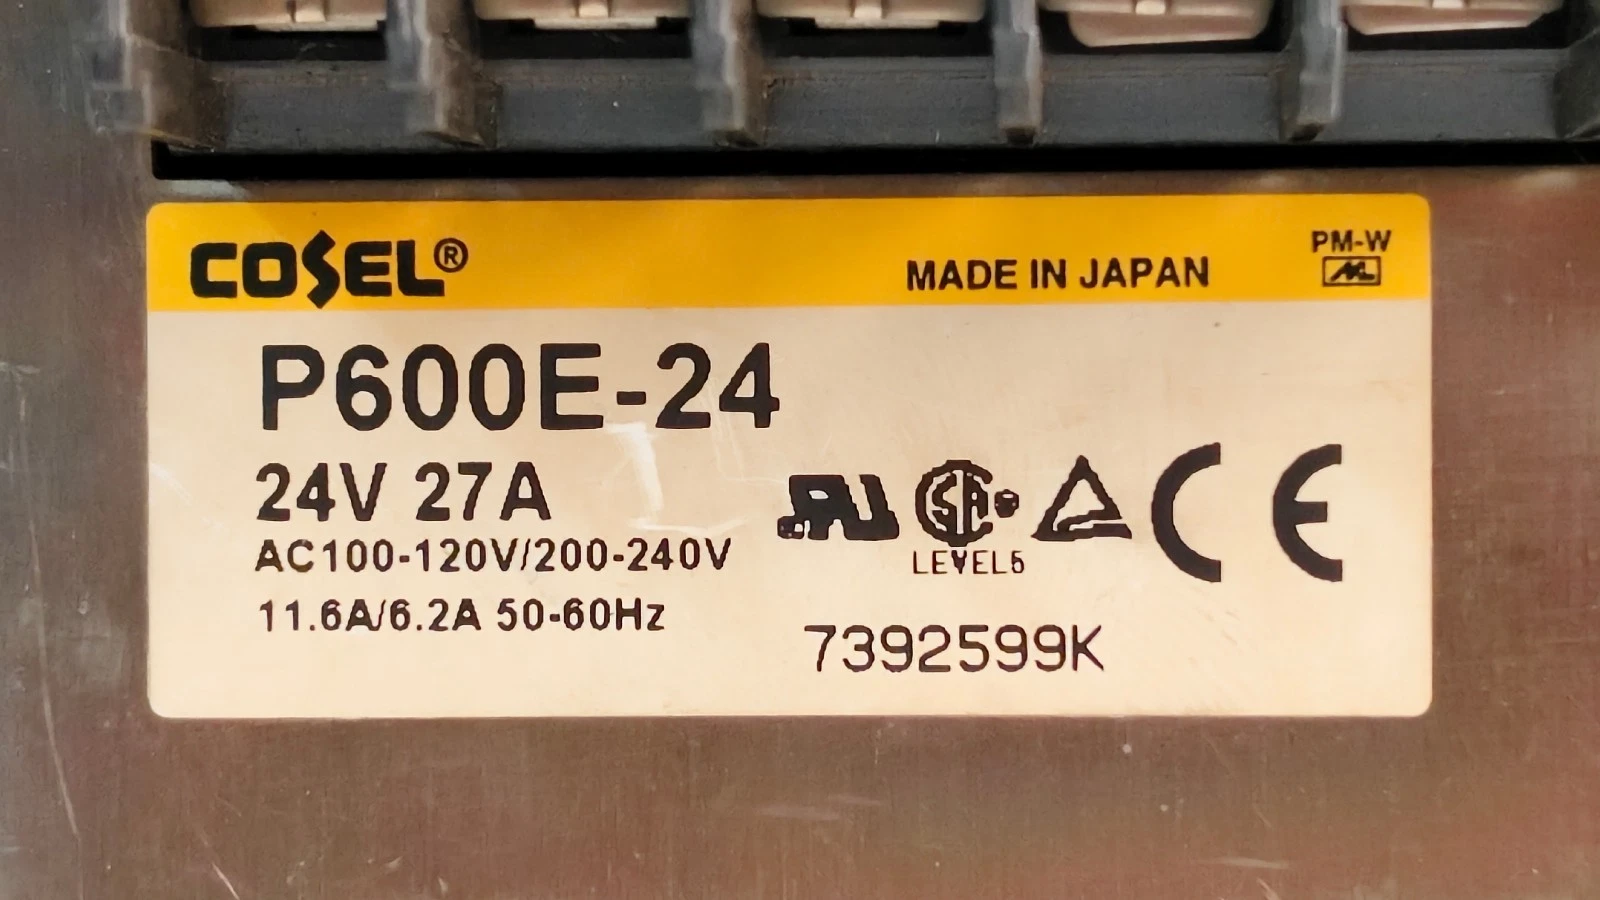 COSEL®
MADE IN JAPAN
PM-W
P600E-24
24V 27A
AC100-120V/200-240V
11.6A/6.2A 50-60Hz
LEVEL5
7392599K
CE